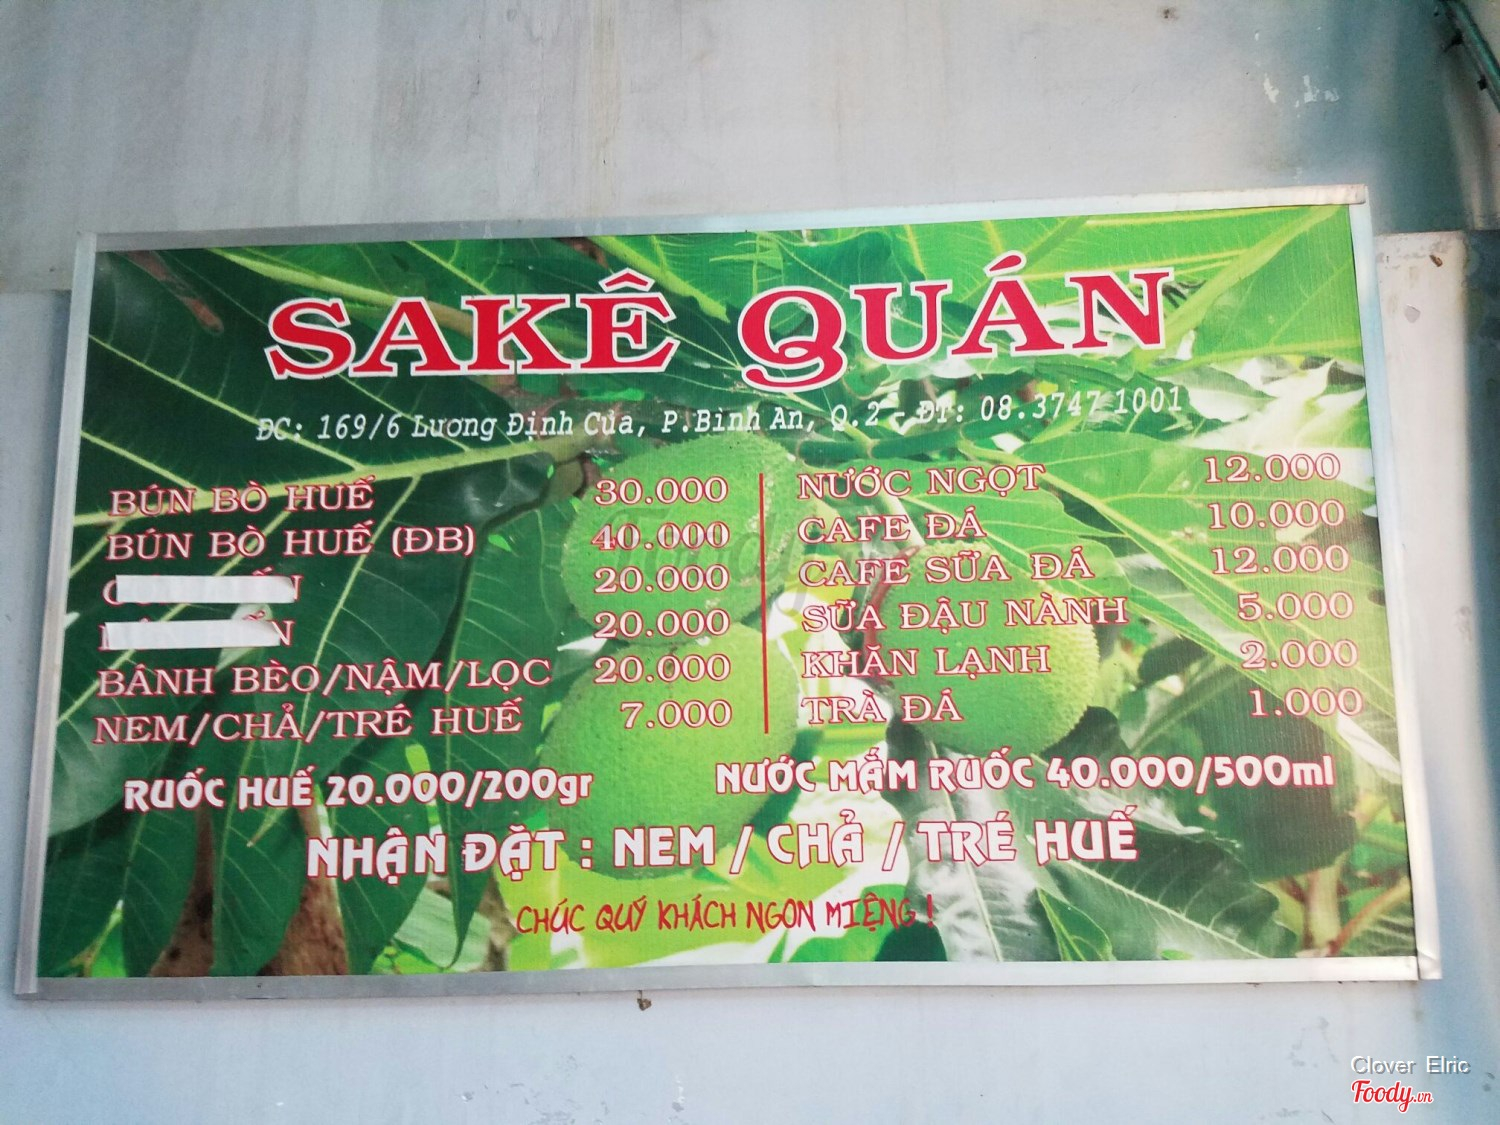 SAKÊ QUÁN
ĐC: 169/6 Lương Định Của, P.Bình An, Q.2 - ĐT: 08.3747 1001
BÚN BÒ HUẾ 30.000
BÚN BÒ HUẾ (ĐB) 40.000
20.000
20.000
BÁNH BÈO/NẬM/LỌC 20.000
NEM/CHẢ/TRÉ HUẾ 7.000
NƯỚC NGỌT 12.000
CAFE ĐÁ 10.000
CAFE SỮA ĐÁ 12.000
SỮA ĐẬU NÀNH 5.000
KHĂN LẠNH 2.000
TRÀ ĐÁ 1.000
RUỐC HUẾ 20.000/200gr
NƯỚC MẮM RUỐC 40.000/500ml
NHẬN ĐẶT : NEM / CHẢ / TRÉ HUẾ
CHÚC QUÝ KHÁCH NGON MIỆNG !
Clover Elric
Foody.vn